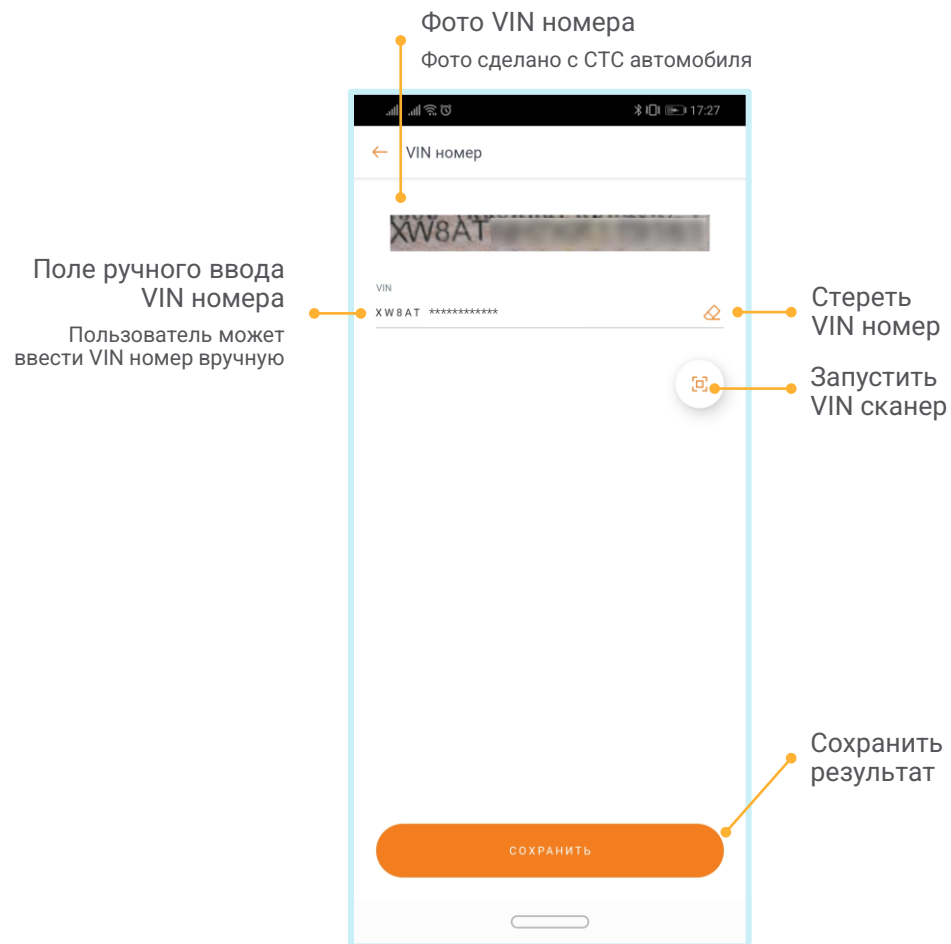 Фото VIN номера
Фото сделано с СТС автомобиля
17:27
VIN номер
XW8AT
Поле ручного ввода
VIN номера
Пользователь может
ввести VIN номер вручную
VIN
XW8AT ************
Стереть
VIN номер
Запустить
VIN сканер
Сохранить
результат
СОХРАНИТЬ